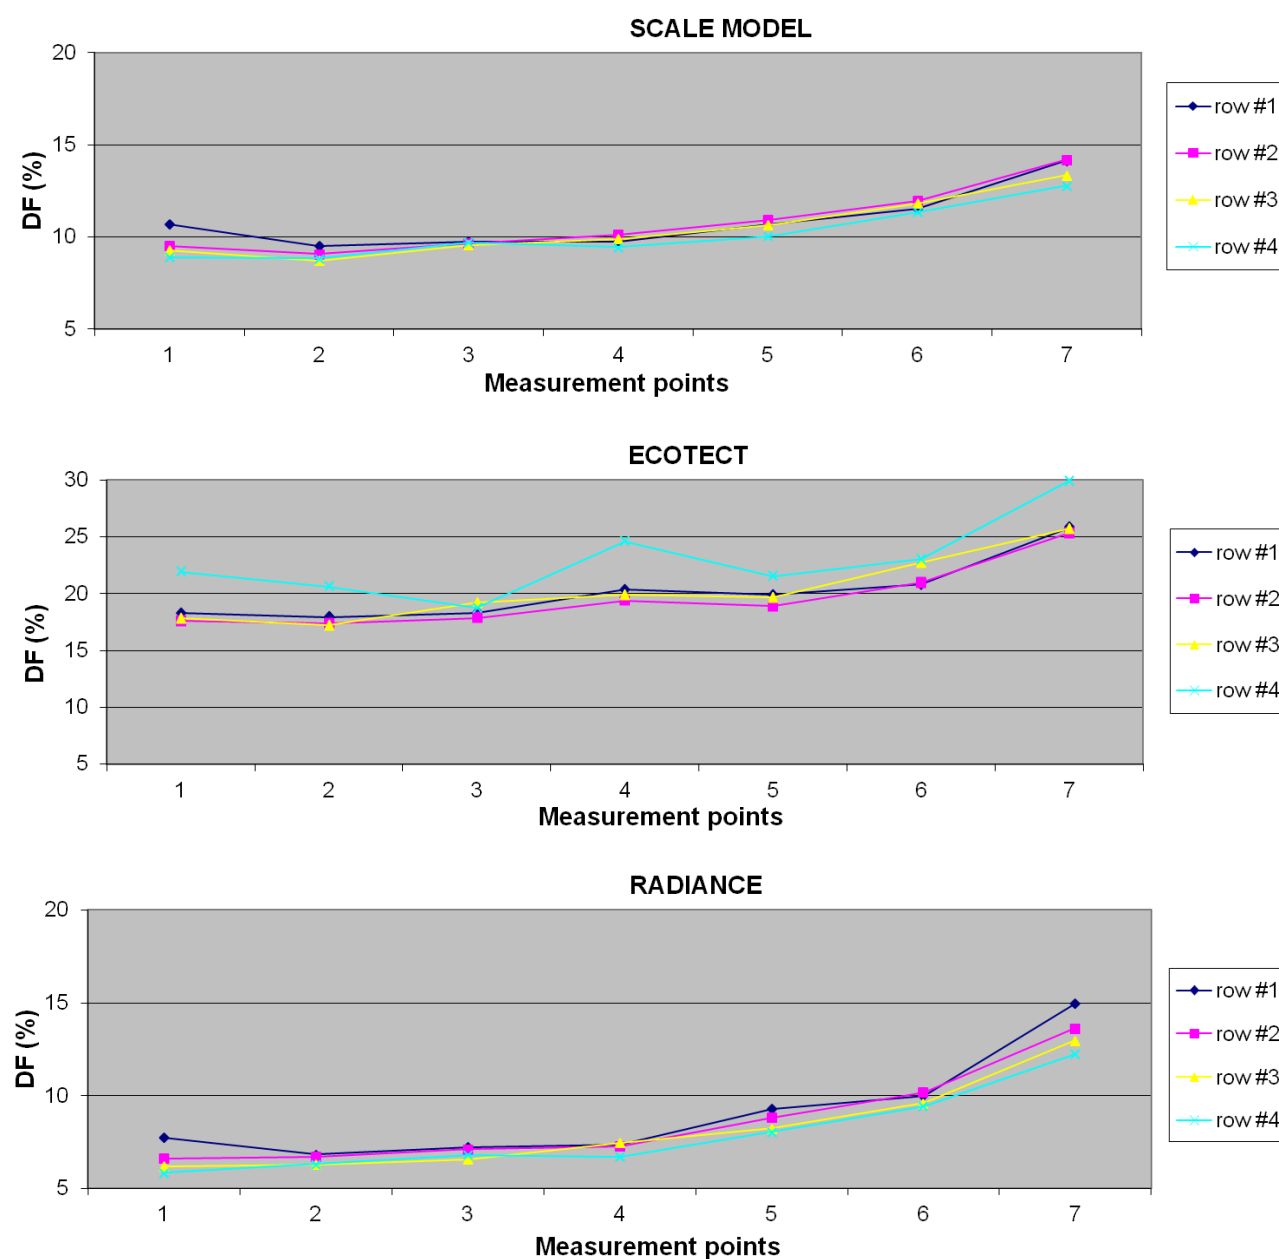 SCALE MODEL
20
15
10
5
DF (%)
1 2 3 4 5 6 7
Measurement points
row #1
row #2
row #3
row #4
ECOTECT
30
25
20
15
10
5
DF (%)
1 2 3 4 5 6 7
Measurement points
row #1
row #2
row #3
row #4
RADIANCE
20
15
10
5
DF (%)
1 2 3 4 5 6 7
Measurement points
row #1
row #2
row #3
row #4